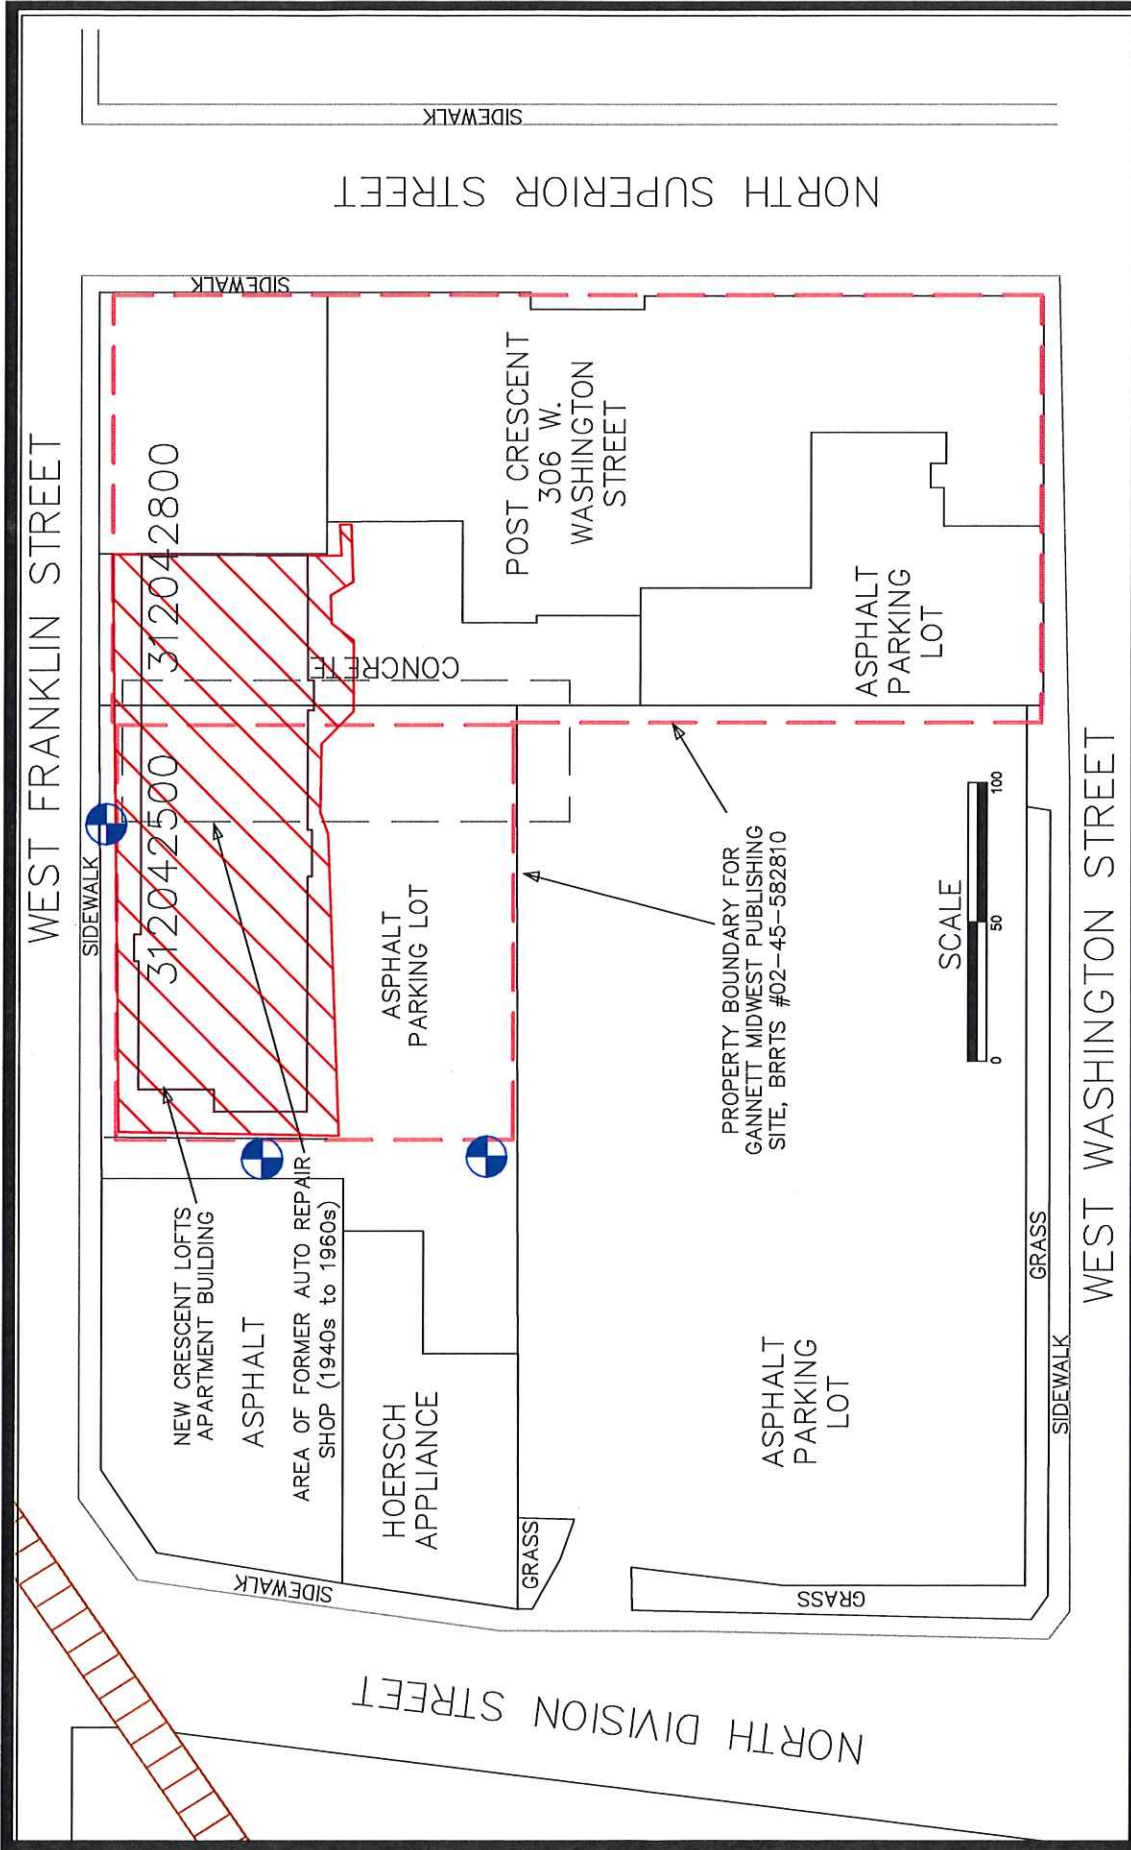 WEST FRANKLIN STREET
SIDEWALK
NORTH SUPERIOR STREET
SIDEWALK
SIDEWALK
312042500
312042800
CONCRETE
POST CRESCENT
306 W.
WASHINGTON
STREET
ASPHALT
PARKING
LOT
ASPHALT
PARKING LOT
NEW CRESCENT LOFTS
APARTMENT BUILDING
ASPHALT
AREA OF FORMER AUTO REPAIR
SHOP (1940s to 1960s)
HOERSCH
APPLIANCE
PROPERTY BOUNDARY FOR
GANNETT MIDWEST PUBLISHING
SITE, BRRTS #02-45-582810
SCALE
0 50 100
ASPHALT
PARKING
LOT
GRASS
GRASS
GRASS
SIDEWALK
SIDEWALK
NORTH DIVISION STREET
WEST WASHINGTON STREET